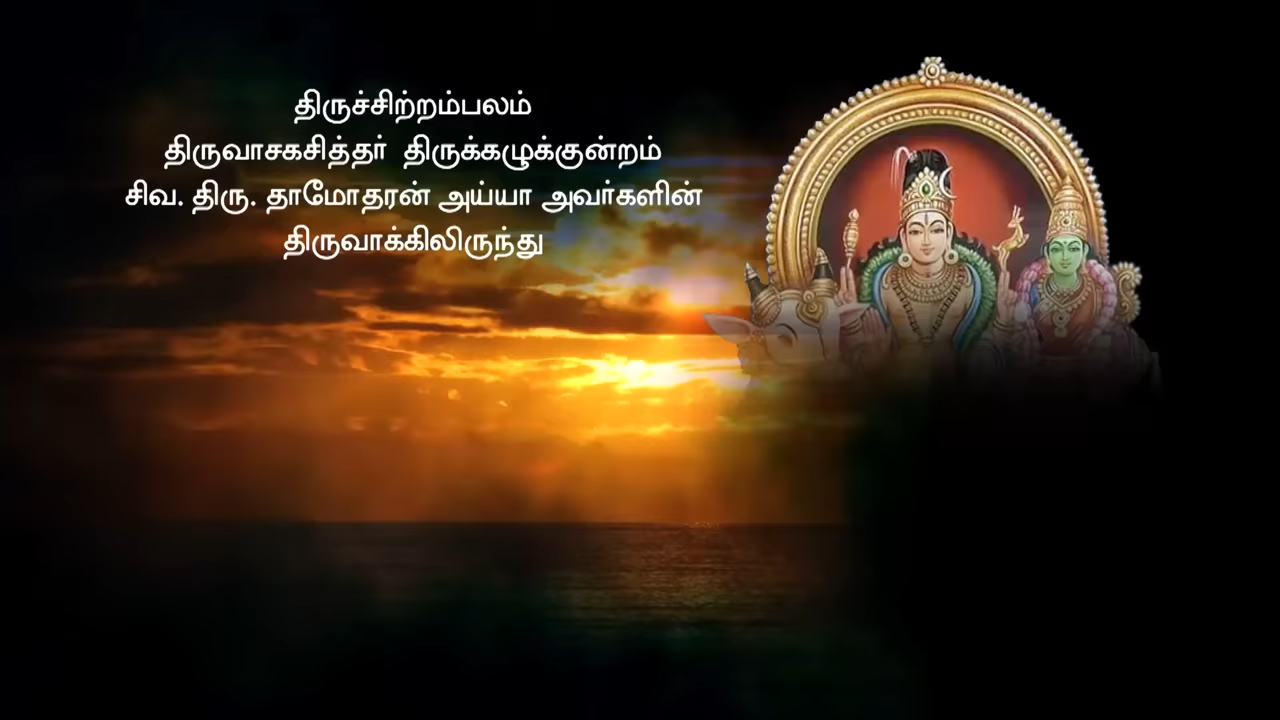 திருச்சிற்றம்பலம்
திருவாசகசித்தர் திருக்கழுக்குன்றம்
சிவ. திரு. தாமோதரன் அய்யா அவர்களின்
திருவாக்கிலிருந்து